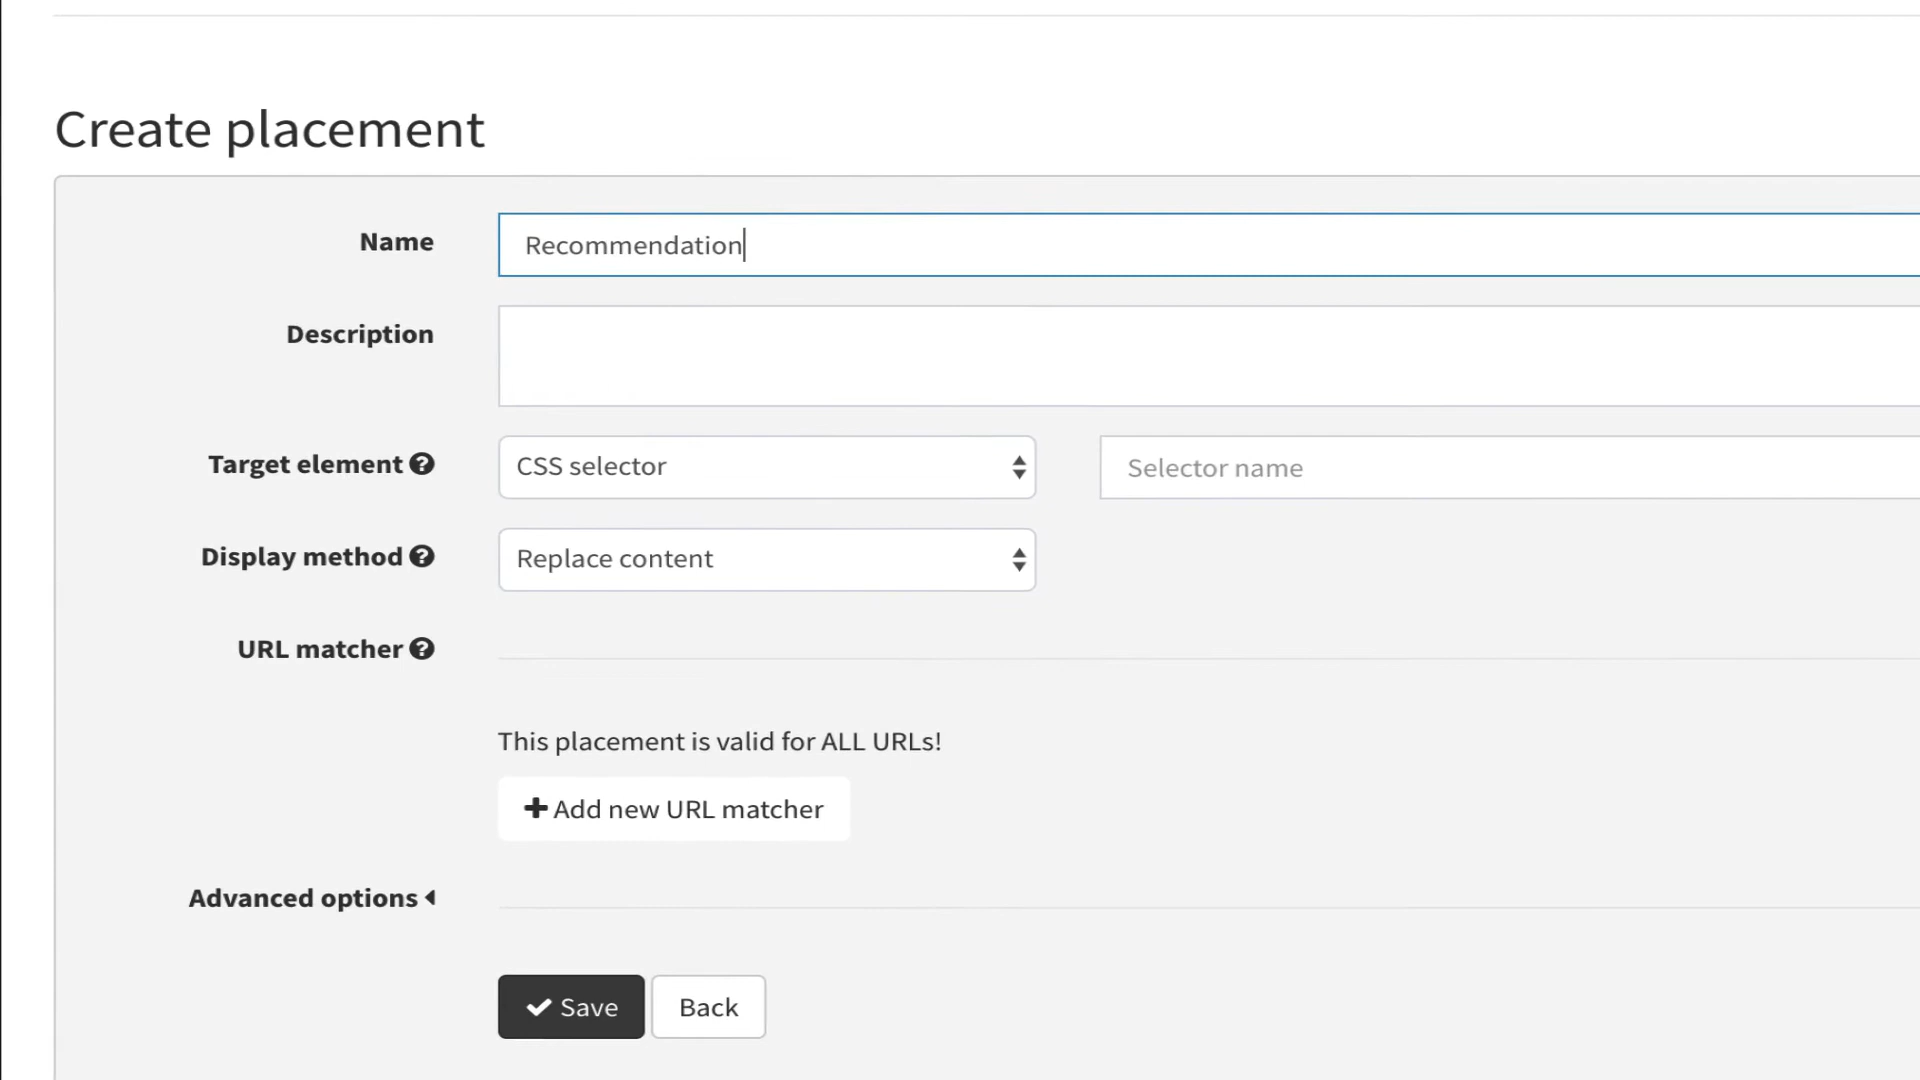 Create placement
Name
Recommendation
Description
Target element
CSS selector
Selector name
Display method
Replace content
URL matcher
This placement is valid for ALL URLs!
Add new URL matcher
Advanced options
Save
Back